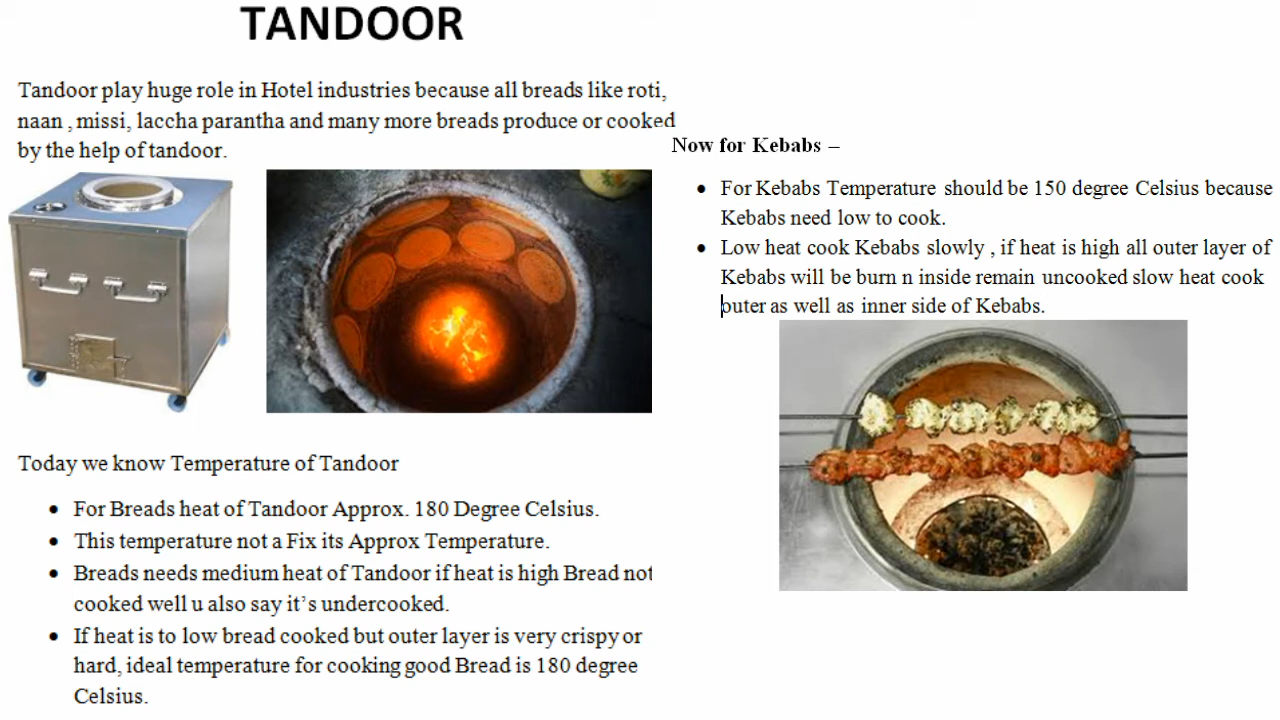 TANDOOR
Tandoor play huge role in Hotel industries because all breads like roti,
naan , missi, laccha parantha and many more breads produce or cooked
by the help of tandoor.
Today we know Temperature of Tandoor
• For Breads heat of Tandoor Approx. 180 Degree Celsius.
• This temperature not a Fix its Approx Temperature.
• Breads needs medium heat of Tandoor if heat is high Bread not
cooked well u also say it’s undercooked.
• If heat is to low bread cooked but outer layer is very crispy or
hard, ideal temperature for cooking good Bread is 180 degree
Celsius.
Now for Kebabs –
• For Kebabs Temperature should be 150 degree Celsius because
Kebabs need low to cook.
• Low heat cook Kebabs slowly , if heat is high all outer layer of
Kebabs will be burn n inside remain uncooked slow heat cook
outer as well as inner side of Kebabs.